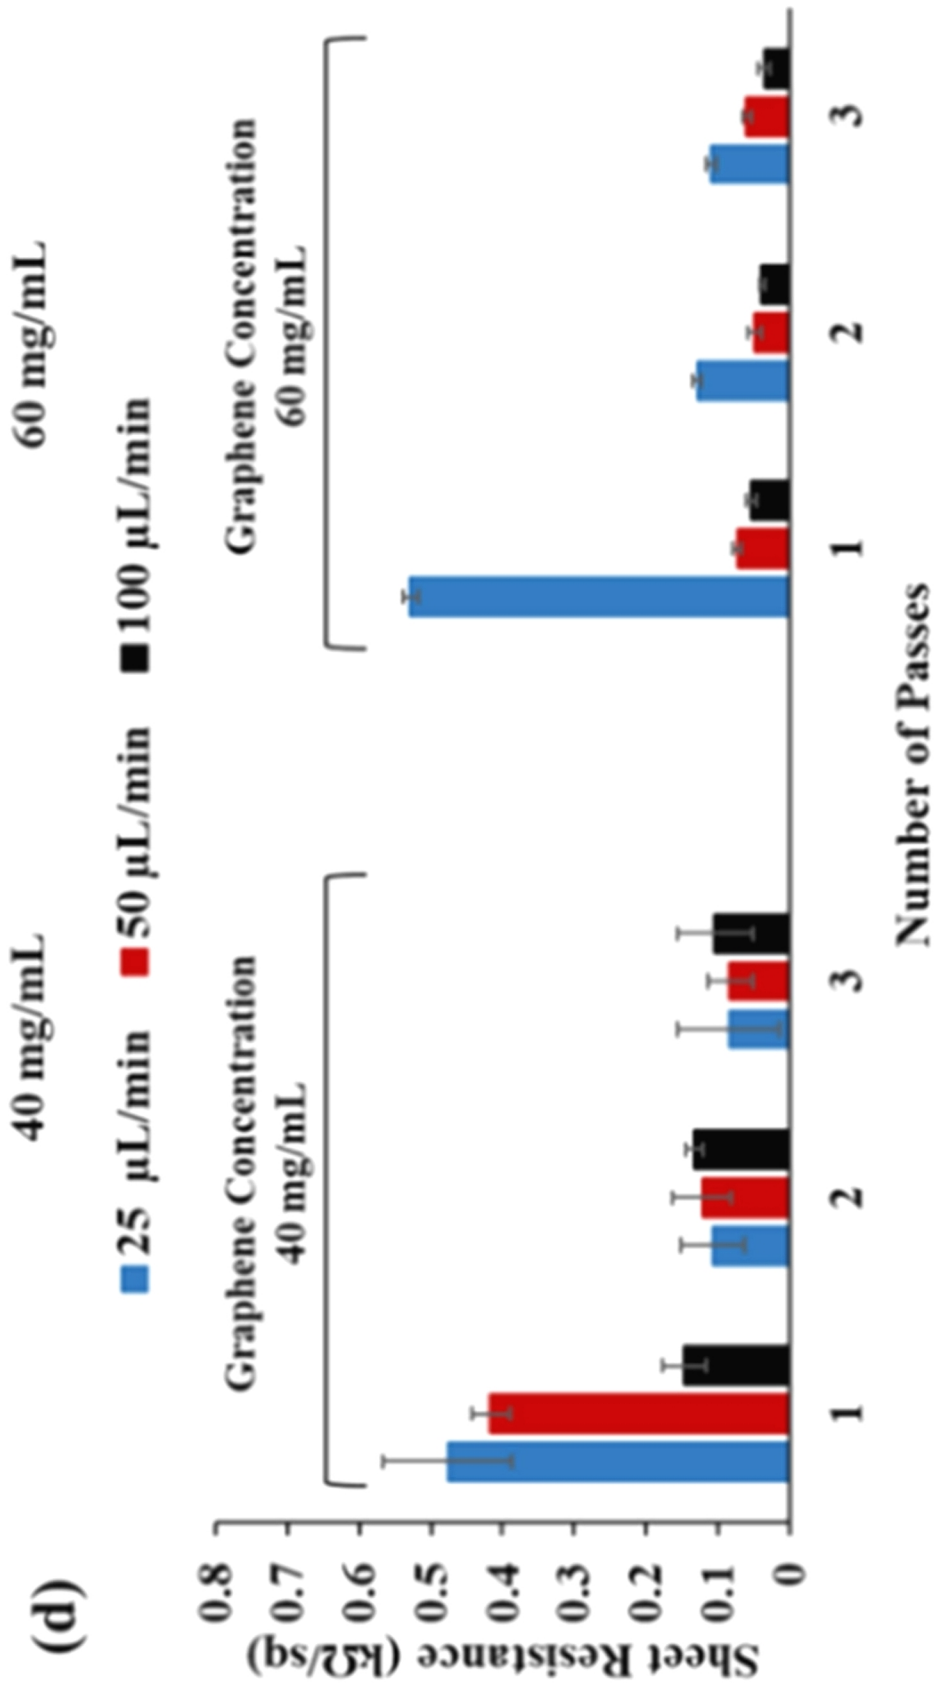 (d)
40 mg/mL 60 mg/mL
25 µL/min 50 µL/min 100 µL/min
Graphene Concentration
40 mg/mL
Graphene Concentration
60 mg/mL
Sheet Resistance (kΩ/sq)
0.8
0.7
0.6
0.5
0.4
0.3
0.2
0.1
0
1 2 3 1 2 3
Number of Passes